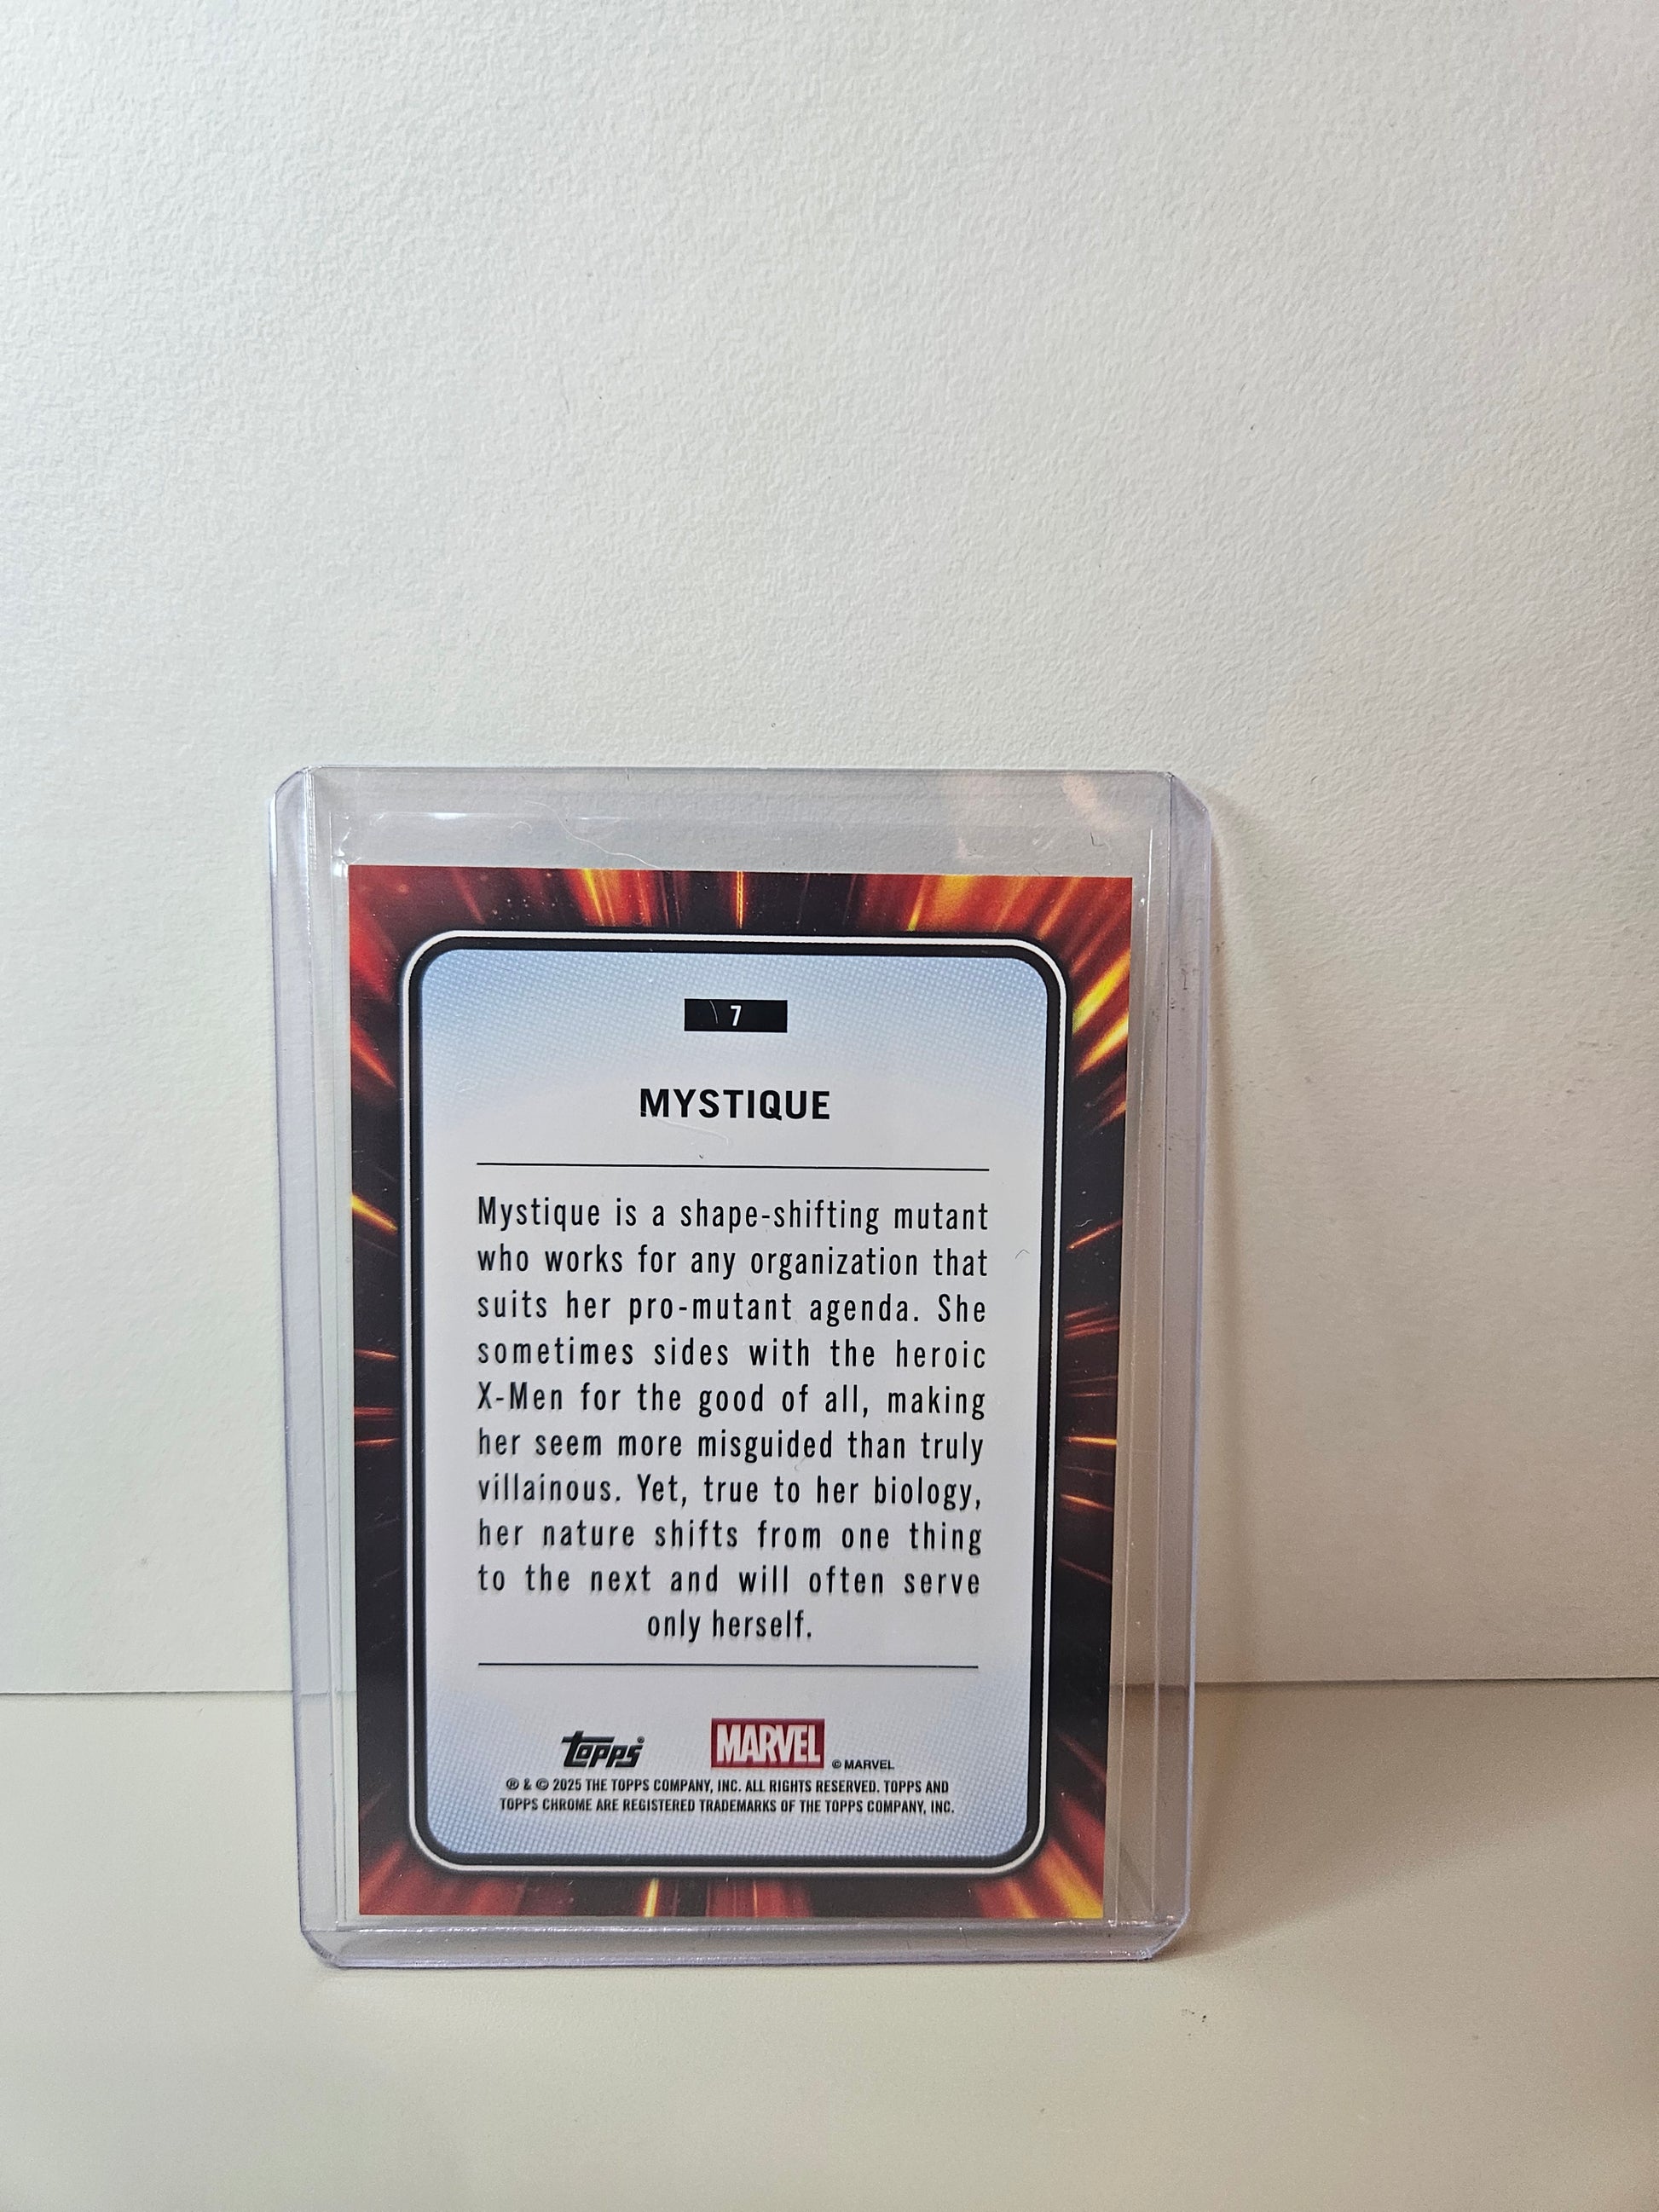 7
MYSTIQUE
Mystique is a shape-shifting mutant
who works for any organization that
suits her pro-mutant agenda. She
sometimes sides with the heroic
X-Men for the good of all, making
her seem more misguided than truly
villainous. Yet, true to her biology,
her nature shifts from one thing
to the next and will often serve
only herself.
topps® MARVEL © MARVEL
® & © 2025 THE TOPPS COMPANY, INC. ALL RIGHTS RESERVED. TOPPS AND
TOPPS CHROME ARE REGISTERED TRADEMARKS OF THE TOPPS COMPANY, INC.